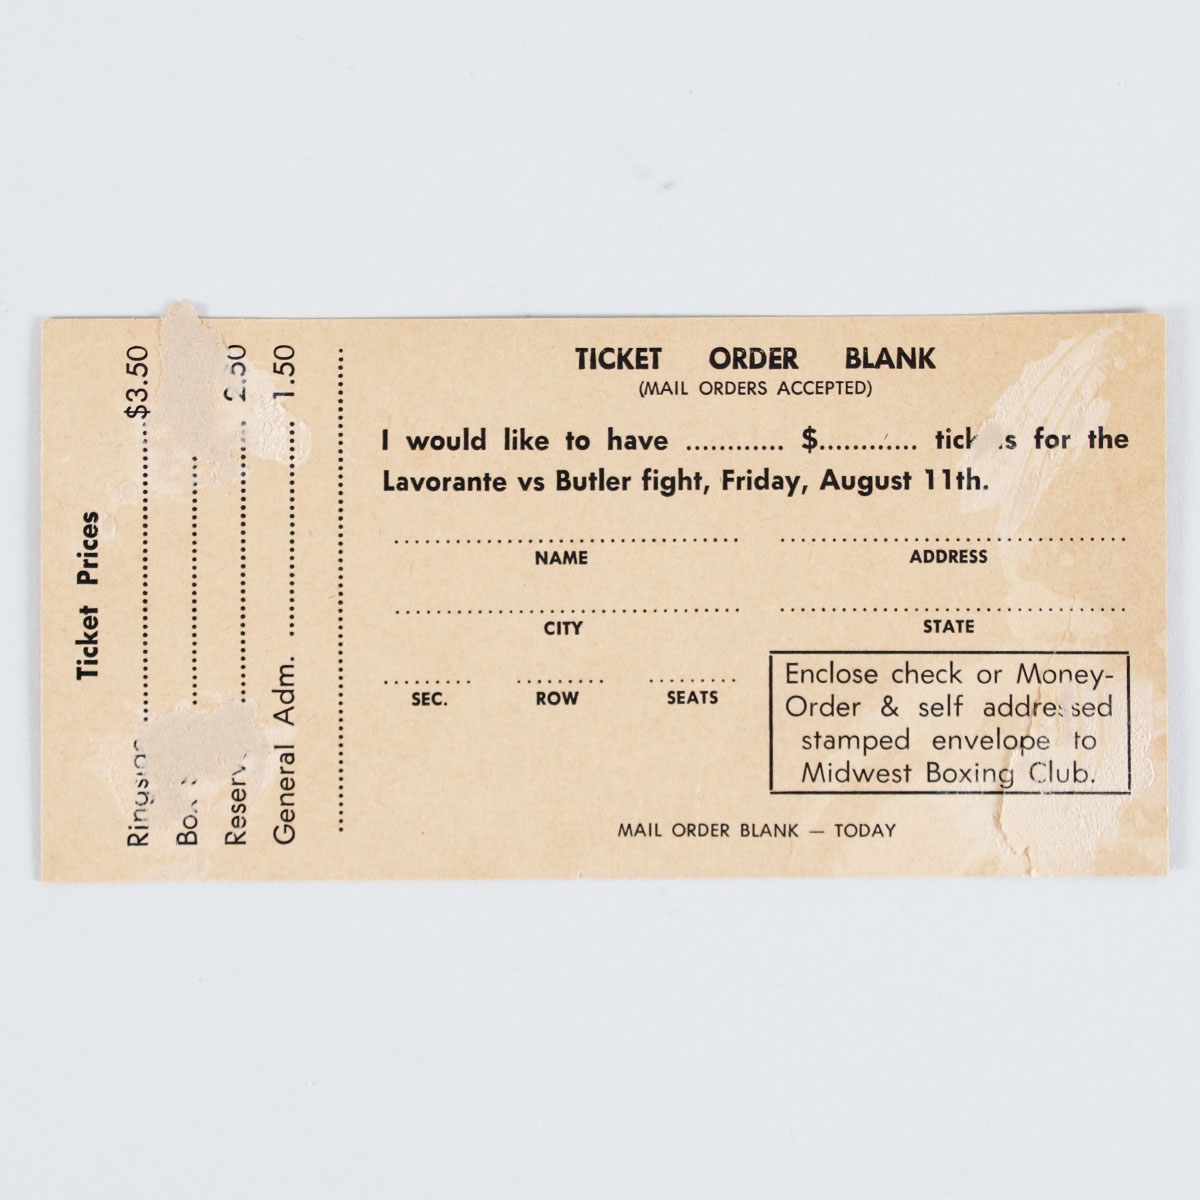 Ticket Prices
$3.50
2.50
General Adm. ........................ 1.50
TICKET ORDER BLANK
(MAIL ORDERS ACCEPTED)
I would like to have ............ $............ for the
Lavorante vs Butler fight, Friday, August 11th.
NAME ADDRESS
CITY STATE
SEC. ROW SEATS
Enclose check or Money-
Order & self addressed
stamped envelope to
Midwest Boxing Club.
MAIL ORDER BLANK — TODAY